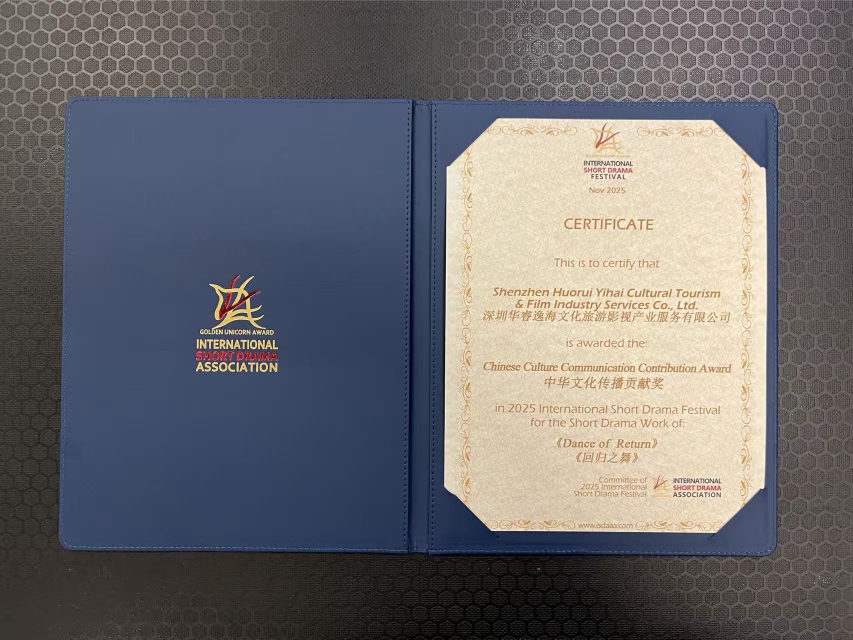 GOLDEN UNICORN AWARD
INTERNATIONAL
SHORT DRAMA
ASSOCIATION
INTERNATIONAL
SHORT DRAMA
FESTIVAL
Nov 2025
CERTIFICATE
This is to certify that
Shenzhen Huorui Yihai Cultural Tourism
& Film Industry Services Co., Ltd.
深圳华睿逸海文化旅游影视产业服务有限公司
is awarded the:
Chinese Culture Communication Contribution Award
中华文化传播贡献奖
in 2025 International Short Drama Festival
for the Short Drama Work of:
《Dance of Return》
《回归之舞》
Committee of
2025 International
Short Drama Festival
INTERNATIONAL
SHORT DRAMA
ASSOCIATION
www.isdaaa.com